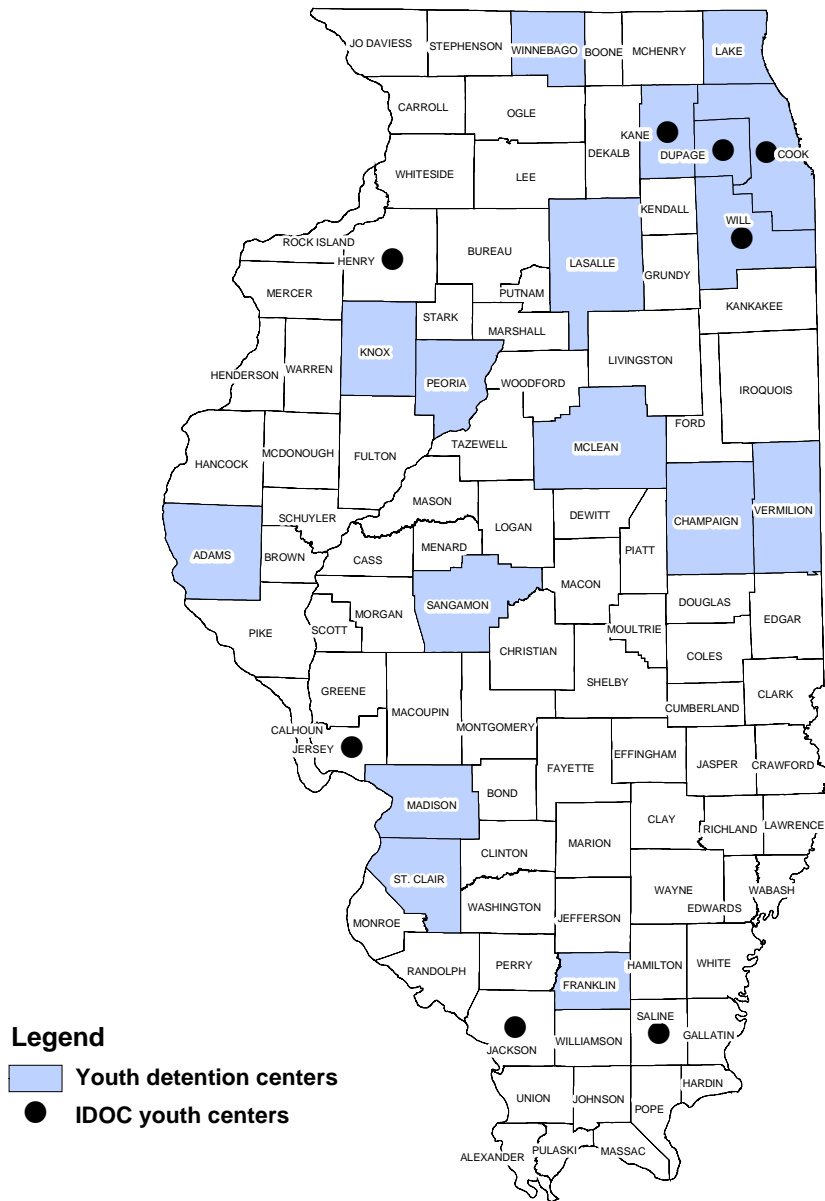 JO DAVIESS
STEPHENSON
WINNEBAGO
BOONE
MCHENRY
LAKE
CARROLL
OGLE
KANE
DEKALB
DUPAGE
COOK
WHITESIDE
LEE
KENDALL
WILL
ROCK ISLAND
HENRY
BUREAU
LASALLE
GRUNDY
MERCER
PUTNAM
KANKAKEE
STARK
MARSHALL
KNOX
LIVINGSTON
HENDERSON
WARREN
PEORIA
WOODFORD
IROQUOIS
FORD
HANCOCK
MCDONOUGH
FULTON
TAZEWELL
MCLEAN
MASON
SCHUYLER
LOGAN
DEWITT
CHAMPAIGN
VERMILION
ADAMS
BROWN
CASS
MENARD
PIATT
MACON
SANGAMON
DOUGLAS
PIKE
SCOTT
MORGAN
MOULTRIE
EDGAR
CHRISTIAN
COLES
GREENE
SHELBY
CLARK
MACOUPIN
CUMBERLAND
CALHOUN
JERSEY
MONTGOMERY
FAYETTE
EFFINGHAM
JASPER
CRAWFORD
MADISON
BOND
CLAY
RICHLAND
LAWRENCE
MARION
CLINTON
ST. CLAIR
WAYNE
WABASH
WASHINGTON
EDWARDS
MONROE
JEFFERSON
RANDOLPH
PERRY
HAMILTON
WHITE
FRANKLIN
SALINE
JACKSON
WILLIAMSON
GALLATIN
HARDIN
UNION
JOHNSON
POPE
ALEXANDER
PULASKI
MASSAC
Legend
Youth detention centers
IDOC youth centers